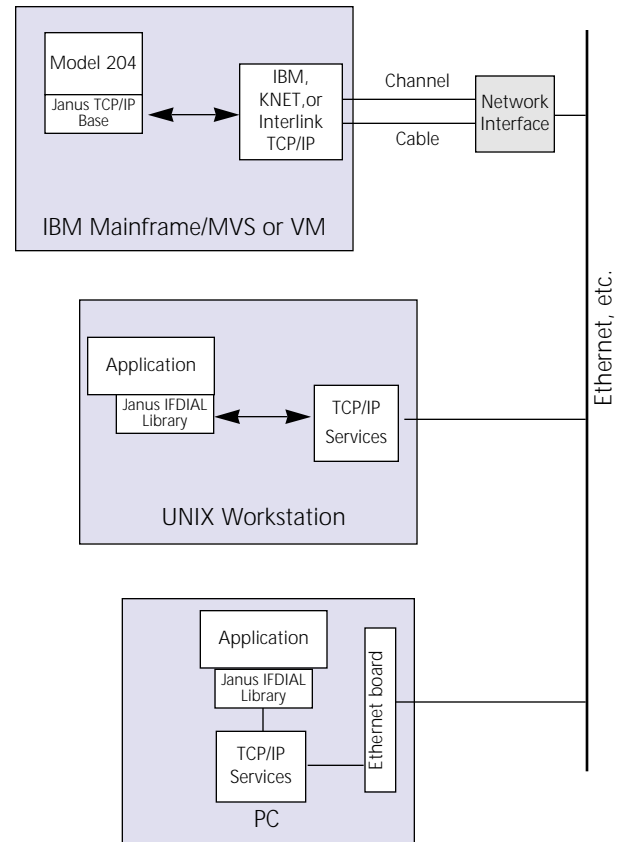 Model 204
Janus TCP/IP
Base
IBM,
KNET,or
Interlink
TCP/IP
Channel
Cable
Network
Interface
IBM Mainframe/MVS or VM
Ethernet, etc.
Application
Janus IFDIAL
Library
TCP/IP
Services
UNIX Workstation
Application
Janus IFDIAL
Library
TCP/IP
Services
Ethernet board
PC